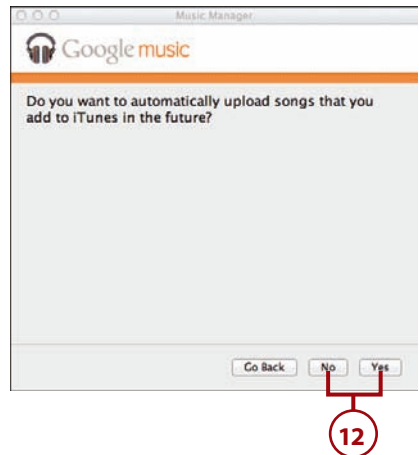 Music Manager
Google music
Do you want to automatically upload songs that you
add to iTunes in the future?
Go Back No Yes
12